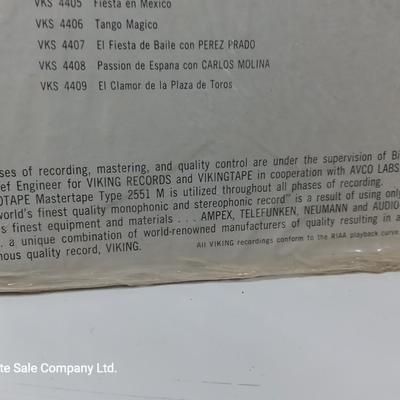 VKS 4405 Fiesta en Mexico
VKS 4406 Tango Magico
VKS 4407 El Fiesta de Baile con PEREZ PRADO
VKS 4408 Passion de Espana con CARLOS MOLINA
VKS 4409 El Clamor de la Plaza de Toros
ses of recording, mastering, and quality control are under the supervision of Bi
ef Engineer for VIKING RECORDS and VIKINGTAPE in cooperation with AVCO LABS
OTAPE Mastertape Type 2551 M is utilized throughout all phases of recording.
world's finest quality monophonic and stereophonic record" is a result of using only
s finest equipment and materials . . . AMPEX, TELEFUNKEN, NEUMANN and AUDIO
. a unique combination of world-renowned manufacturers of quality resulting in a
nous quality record, VIKING. All VIKING recordings conform to the RIAA playback curve.
te Sale Company Ltd.